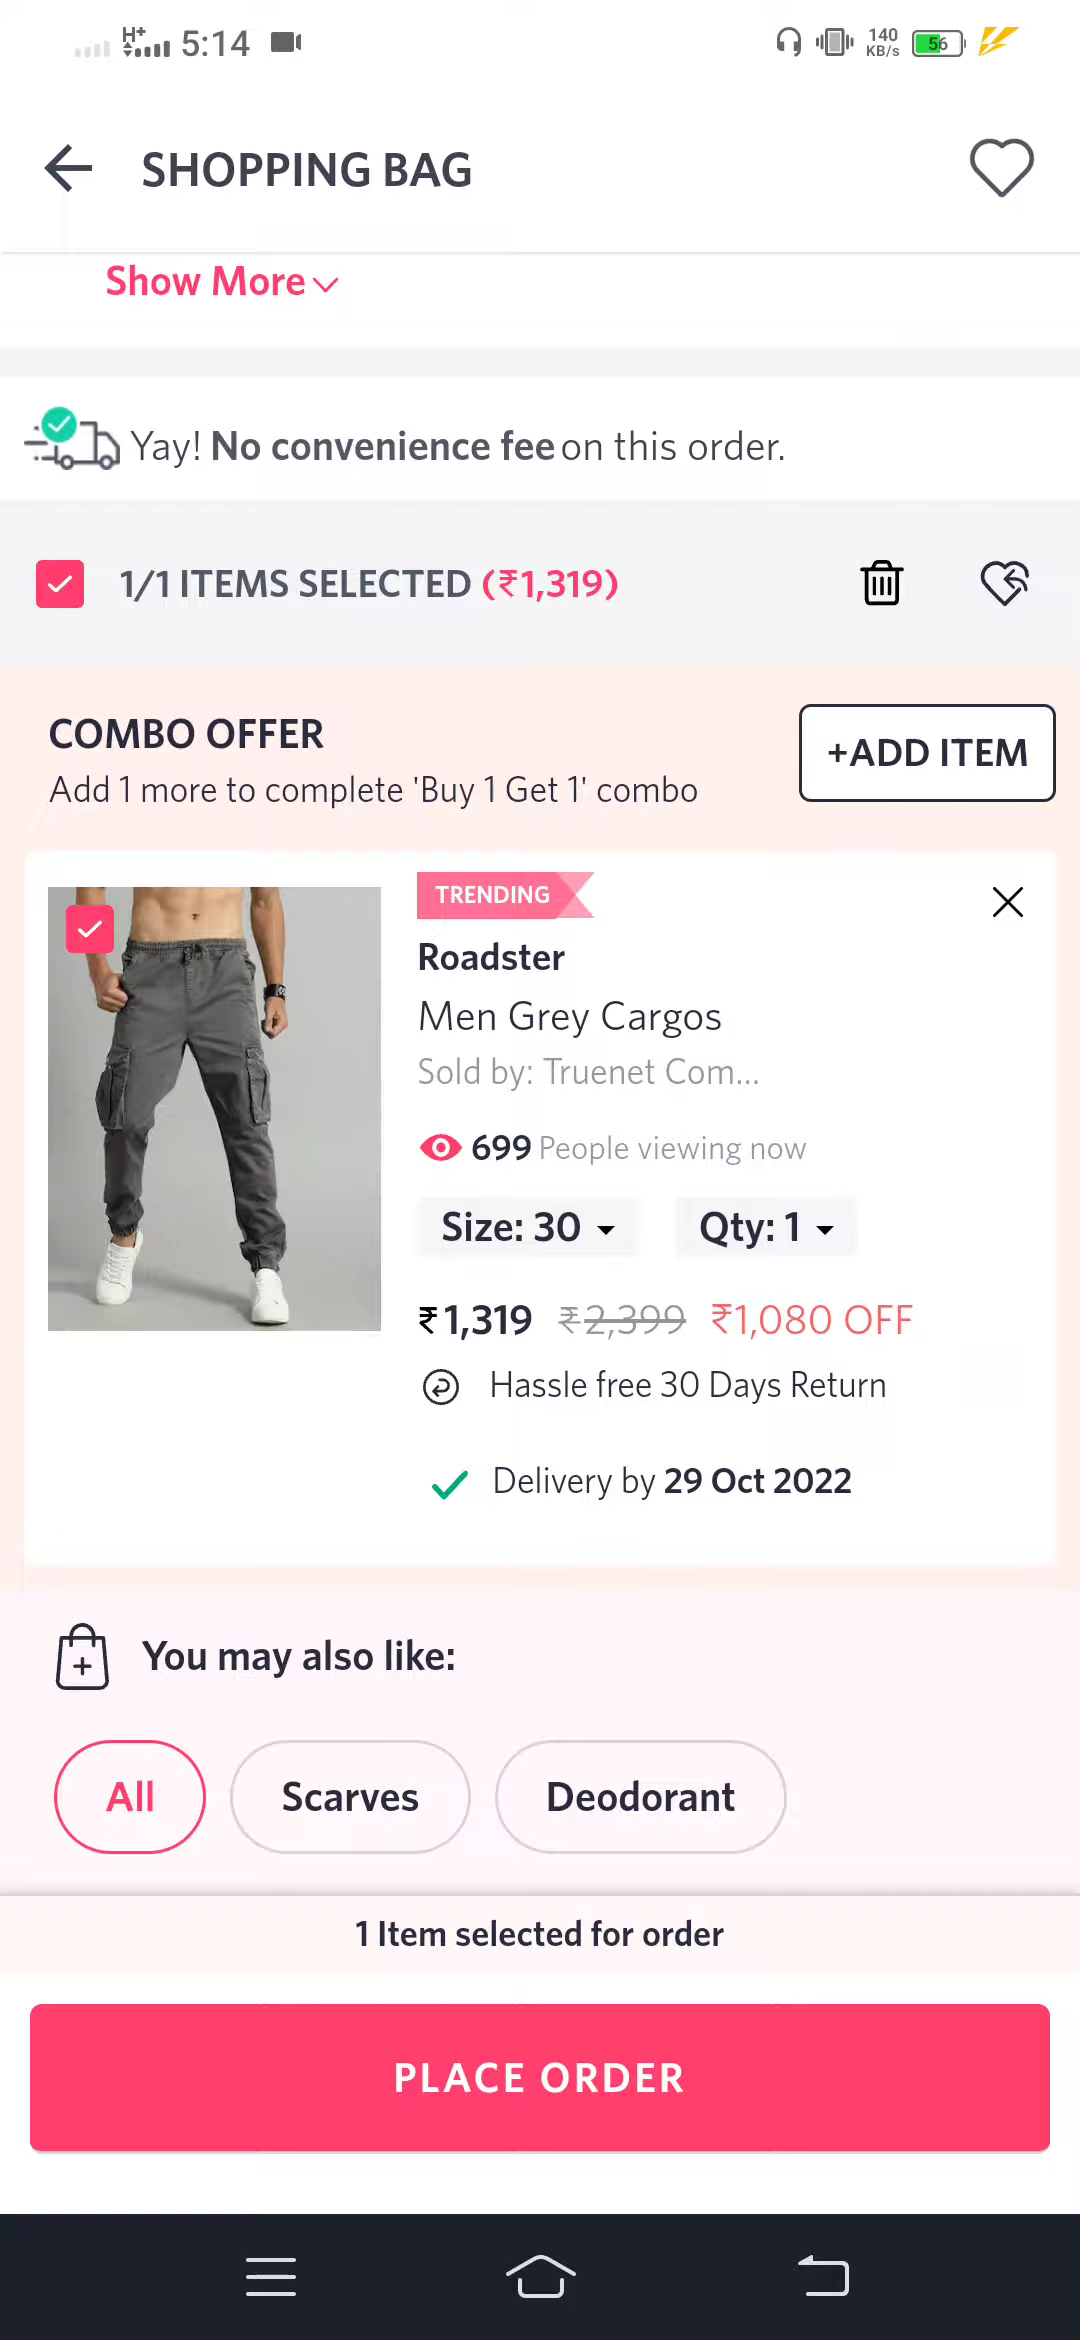 H+ 5:14 140 KB/s 56
SHOPPING BAG
Show More
Yay! No convenience fee on this order.
1/1 ITEMS SELECTED (₹1,319)
COMBO OFFER
Add 1 more to complete 'Buy 1 Get 1' combo
+ADD ITEM
TRENDING
Roadster
Men Grey Cargos
Sold by: Truenet Com...
699 People viewing now
Size: 30 Qty: 1
₹1,319 ₹2,399 ₹1,080 OFF
Hassle free 30 Days Return
Delivery by 29 Oct 2022
You may also like:
All Scarves Deodorant
1 Item selected for order
PLACE ORDER